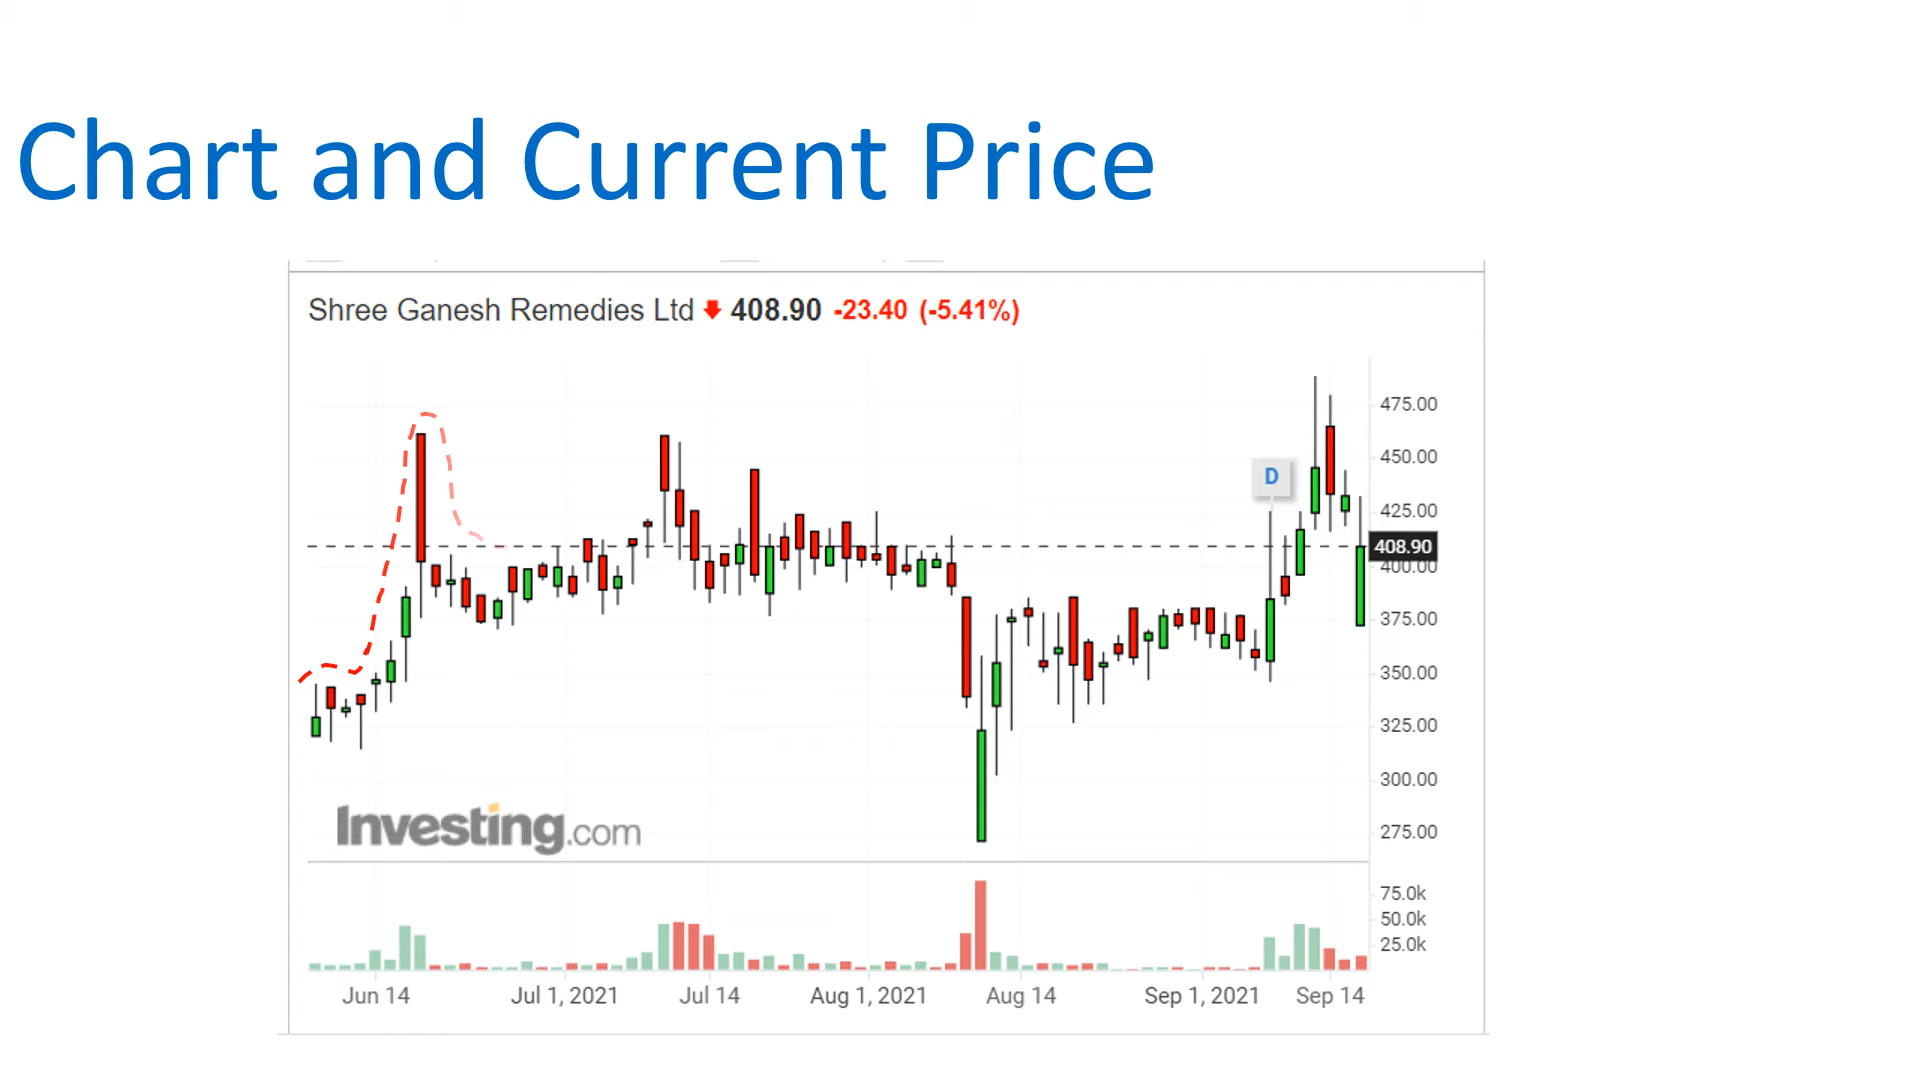 Chart and Current Price
Shree Ganesh Remedies Ltd 408.90 -23.40 (-5.41%)
475.00
450.00
D
425.00
408.90
400.00
375.00
350.00
325.00
300.00
275.00
Investing.com
75.0k
50.0k
25.0k
Jun 14 Jul 1, 2021 Jul 14 Aug 1, 2021 Aug 14 Sep 1, 2021 Sep 14